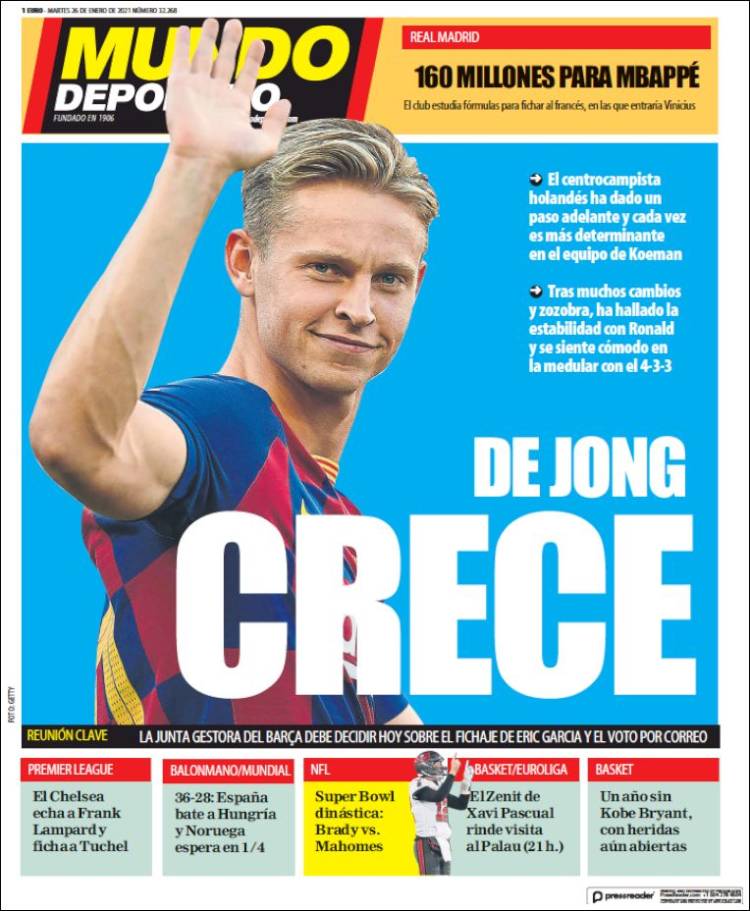 1 EURO - MARTES 26 DE ENERO DE 2021 NÚMERO 32.268
MUNDO
DEPORTIVO
FUNDADO EN 1906
REAL MADRID
160 MILLONES PARA MBAPPÉ
El club estudia fórmulas para fichar al francés, en las que entraría Vinicius
El centrocampista
holandés ha dado un
paso adelante y cada vez
es más determinante
en el equipo de Koeman
Tras muchos cambios
y zozobra, ha hallado la
estabilidad con Ronald
y se siente cómodo en
la medular con el 4-3-3
DE JONG
CRECE
FOTO: GETTY
REUNIÓN CLAVE LA JUNTA GESTORA DEL BARÇA DEBE DECIDIR HOY SOBRE EL FICHAJE DE ERIC GARCIA Y EL VOTO POR CORREO
PREMIER LEAGUE
El Chelsea
echa a Frank
Lampard y
ficha a Tuchel
BALONMANO/MUNDIAL
36-28: España
bate a Hungría
y Noruega
espera en 1/4
NFL
Super Bowl
dinástica:
Brady vs.
Mahomes
BASKET/EUROLIGA
El Zenit de
Xavi Pascual
rinde visita
al Palau (21 h.)
BASKET
Un año sin
Kobe Bryant,
con heridas
aún abiertas
pressreader